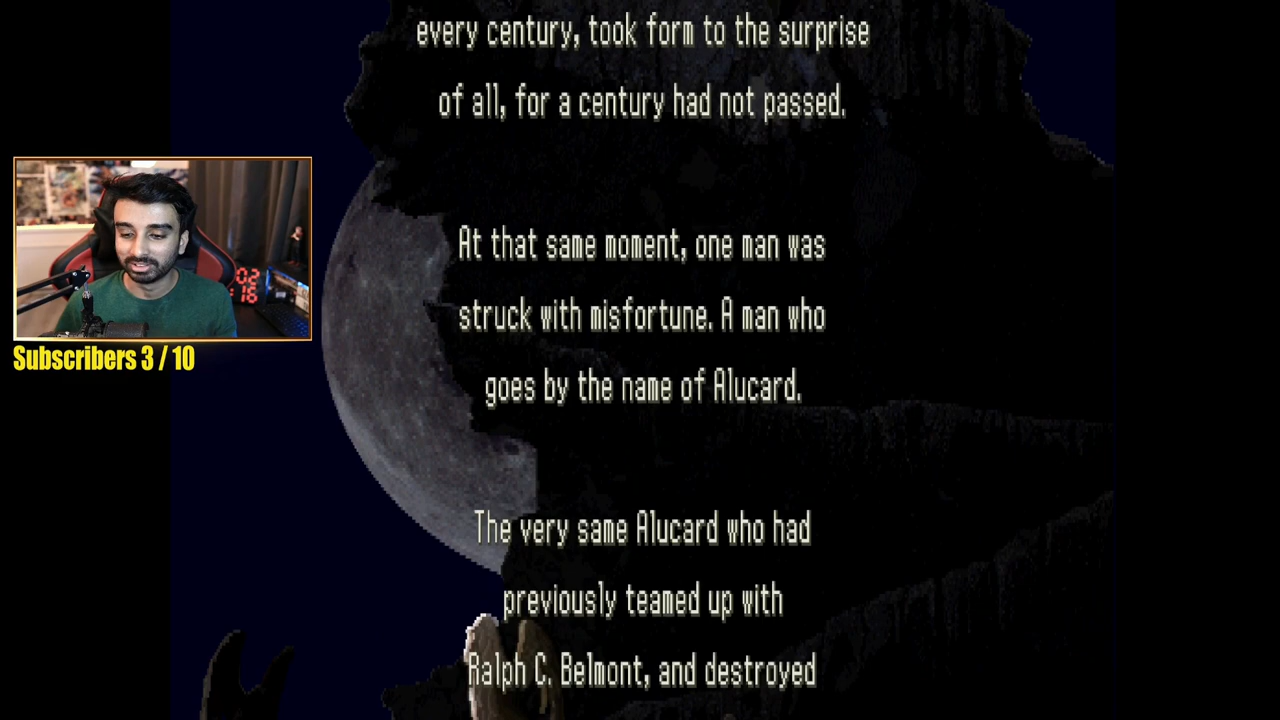 every century, took form to the surprise
of all, for a century had not passed.
At that same moment, one man was
struck with misfortune. A man who
goes by the name of Alucard.
The very same Alucard who had
previously teamed up with
Ralph C. Belmont, and destroyed
02
:16
Subscribers 3 / 10